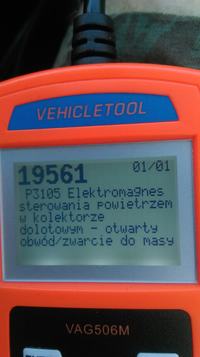 VEHICLETOOL
19561 01/01
P3105 Elektromagnes
sterowania powietrzem
w kolektorze
dolotowym - otwarty
obwód/zwarcie do masy
VAG506M